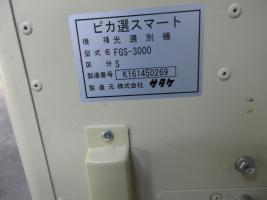 ピカ選スマート
機種 光選別機
型式名 FGS-3000
区分 S
製造番号 K161450269
製造元 株式会社 サタケ